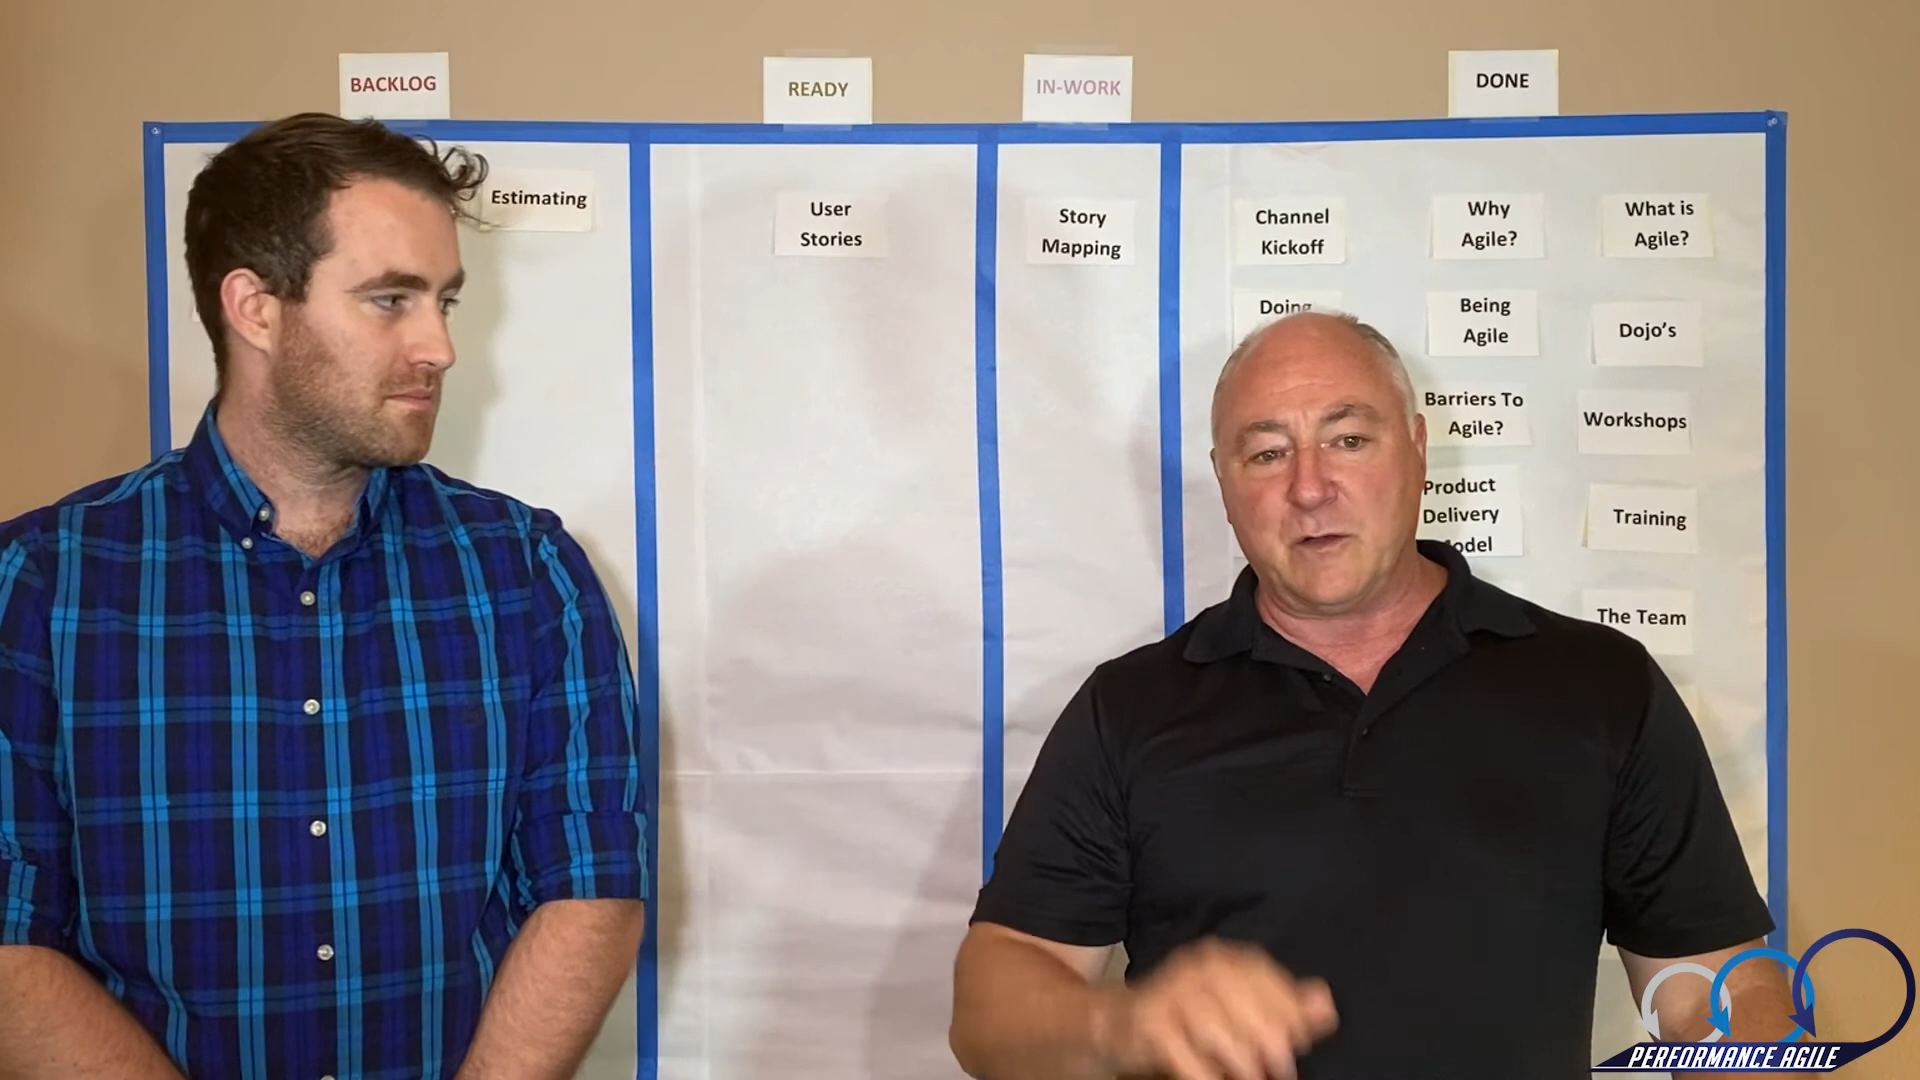 BACKLOG
READY
IN-WORK
DONE
Estimating
User
Stories
Story
Mapping
Channel
Kickoff
Why
Agile?
What is
Agile?
Doing
Being
Agile
Dojo's
Barriers To
Agile?
Workshops
Product
Delivery
Training
The Team
PERFORMANCE AGILE